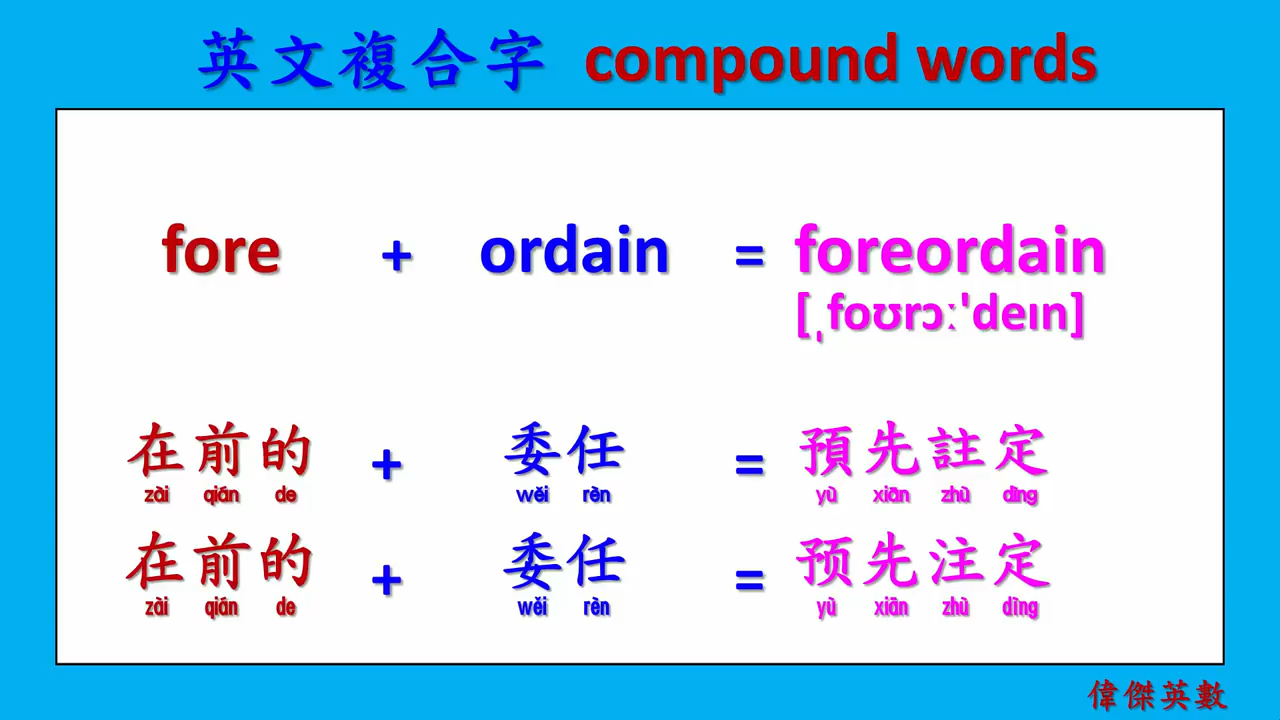 英文複合字 compound words
fore + ordain = foreordain
[ˌfoʊrɔː'deɪn]
在前的 + 委任 = 預先註定
zài qián de wěi rèn yù xiān zhù dìng
在前的 + 委任 = 预先注定
zài qián de wěi rèn yù xiān zhù dìng
偉傑英數